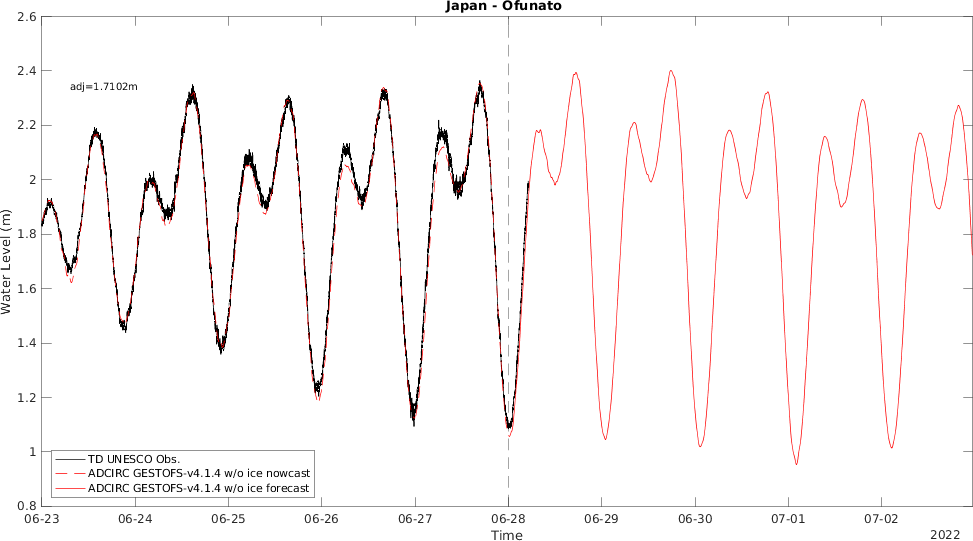 Japan - Ofunato
2.6
2.4
adj=1.7102m
2.2
2
1.8
1.6
1.4
1.2
1
0.8
Water Level (m)
TD UNESCO Obs.
ADCIRC GESTOFS-v4.1.4 w/o ice nowcast
ADCIRC GESTOFS-v4.1.4 w/o ice forecast
06-23 06-24 06-25 06-26 06-27 06-28 06-29 06-30 07-01 07-02
Time
2022